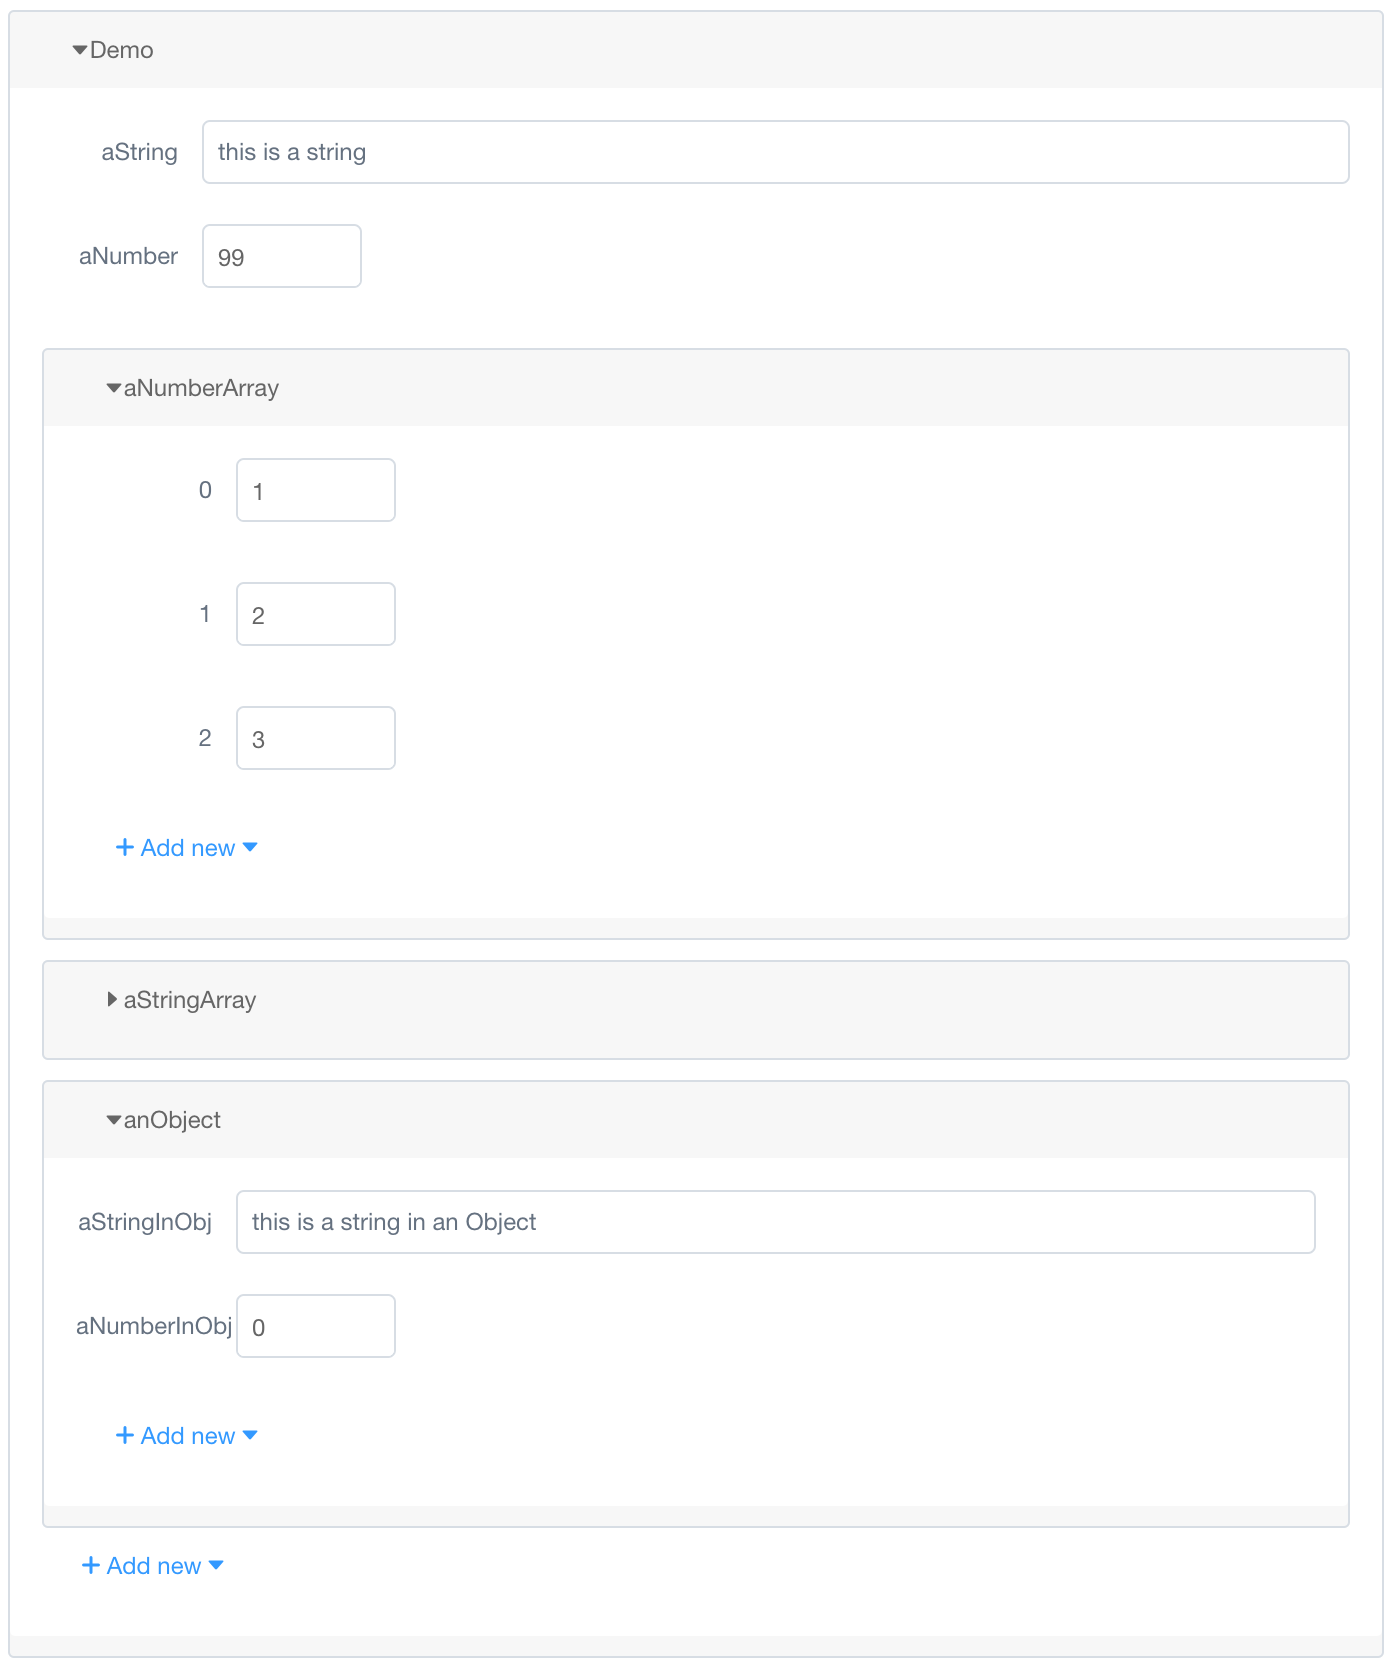 Demo
aString this is a string
aNumber 99
aNumberArray
0 1
1 2
2 3
+ Add new
aStringArray
anObject
aStringInObj this is a string in an Object
aNumberInObj 0
+ Add new
+ Add new